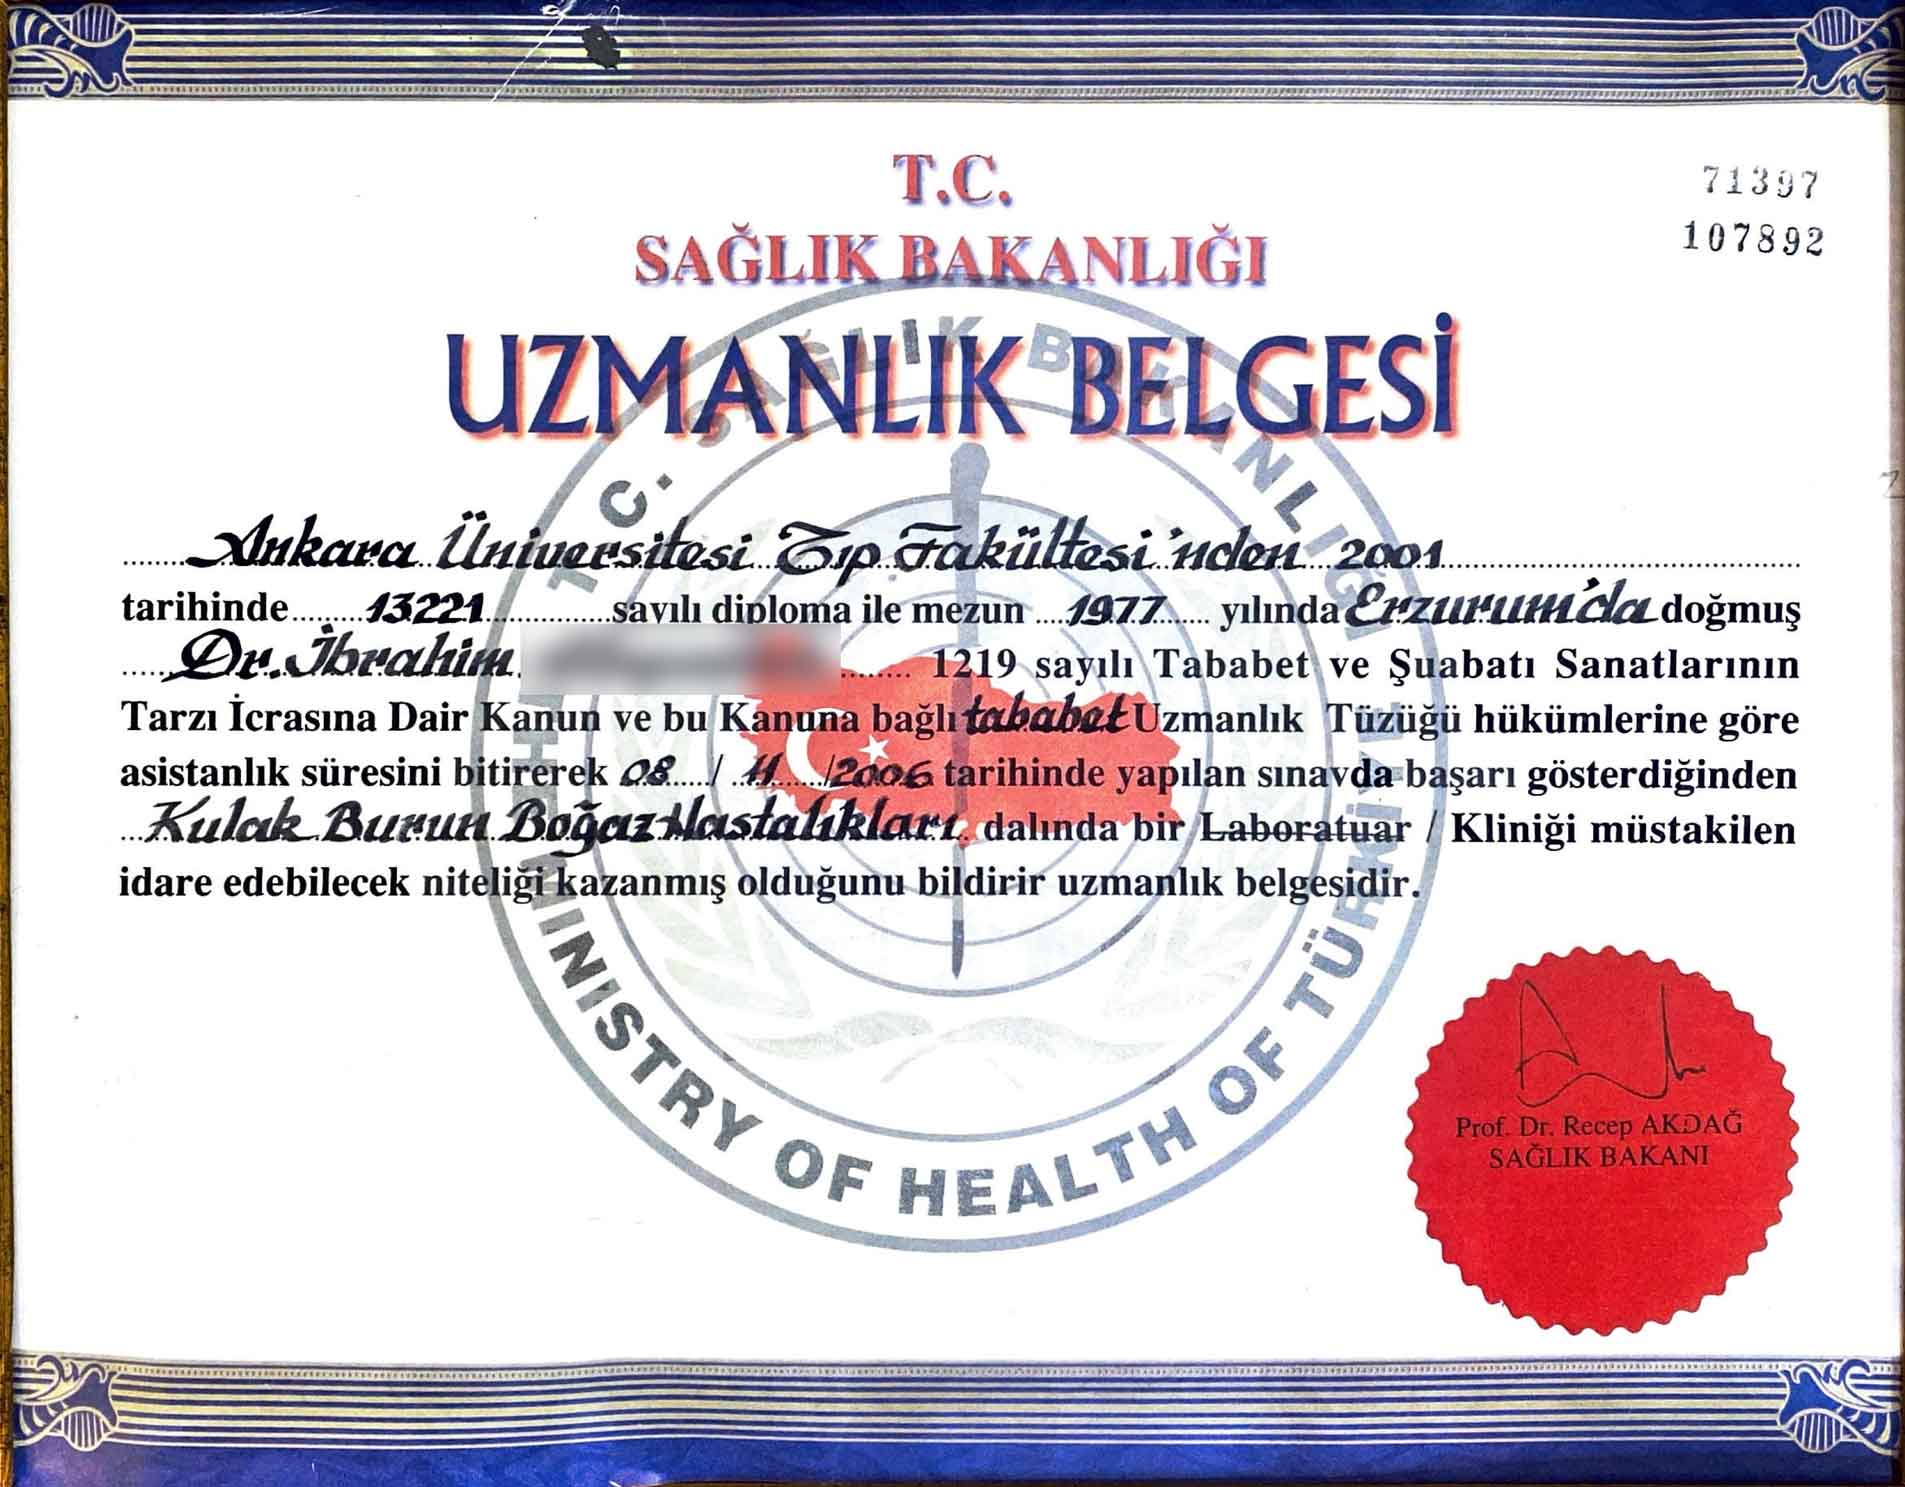 T.C.
SAĞLIK BAKANLIĞI
71397
107892
UZMANLIK BELGESİ
Ankara Üniversitesi Tıp Fakültesi'nden 2001
tarihinde 13221 sayılı diploma ile mezun 1977 yılında Erzurum'da doğmuş
Dr. İbrahim 1219 sayılı Tababet ve Şuabatı Sanatlarının
Tarzı İcrasına Dair Kanun ve bu Kanuna bağlı tababet Uzmanlık Tüzüğü hükümlerine göre
asistanlık süresini bitirerek 08 / 11 /2006 tarihinde yapılan sınavda başarı gösterdiğinden
Kulak Burun Boğaz Hastalıkları dalında bir Laboratuar / Kliniği müstakilen
idare edebilecek niteliği kazanmış olduğunu bildirir uzmanlık belgesidir.
T.C. SAĞLIK BAKANLIĞI
MINISTRY OF HEALTH OF TÜRKİYE
Prof. Dr. Recep AKDAĞ
SAĞLIK BAKANI